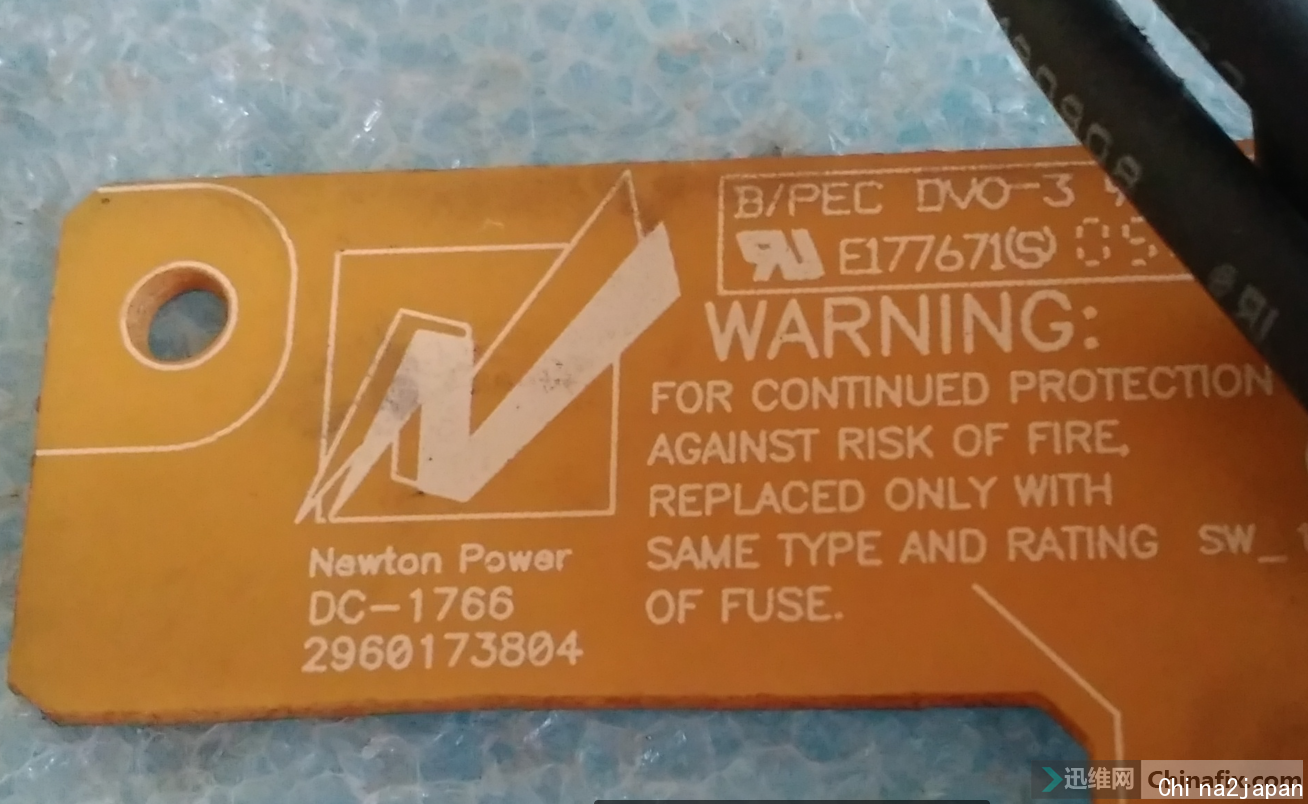 B/PEC DVO-3
E177671(S)
WARNING:
FOR CONTINUED PROTECTION
AGAINST RISK OF FIRE,
REPLACED ONLY WITH
SAME TYPE AND RATING
OF FUSE.
SW_1
Newton Power
DC-1766
2960173804
迅维网 Chinafix.com
China2japan